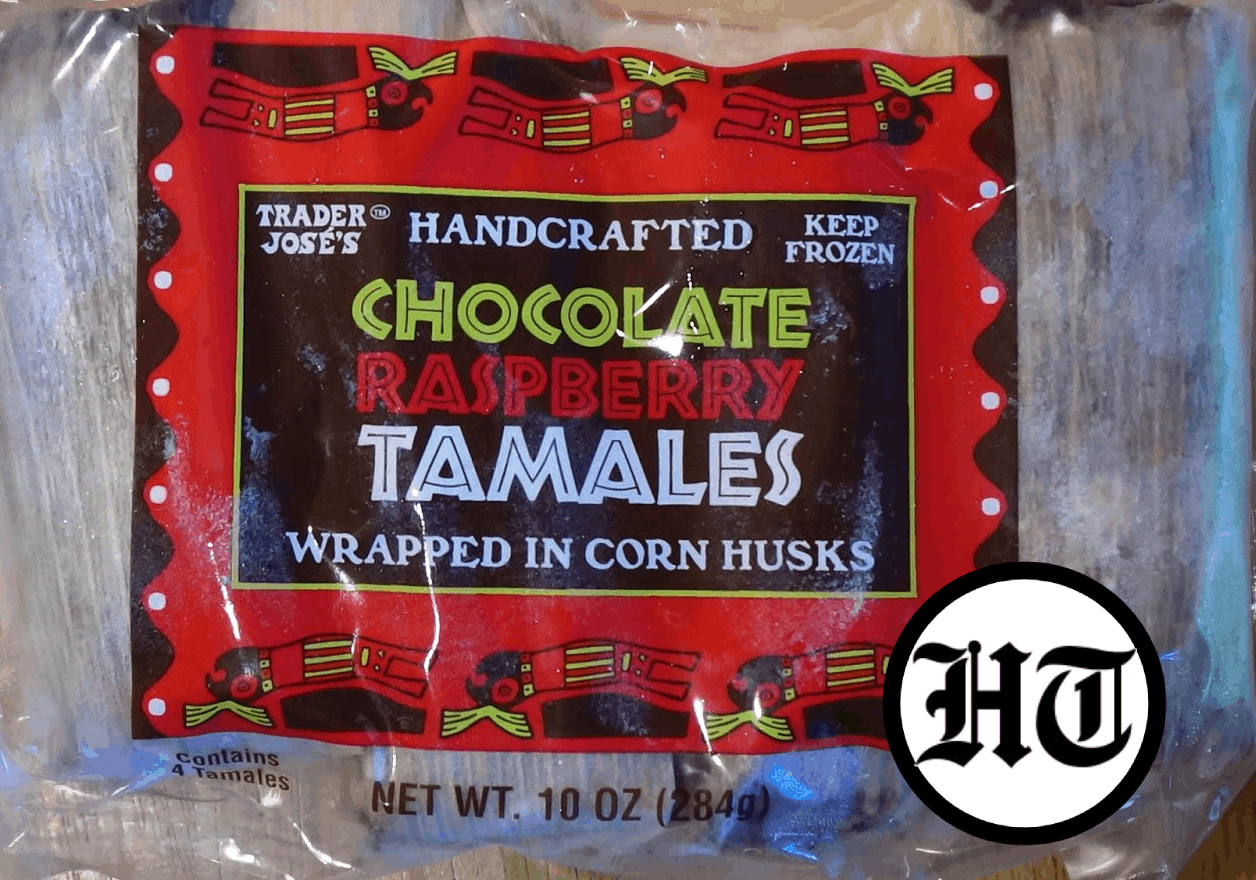 TRADER™ JOSÉ'S
HANDCRAFTED
KEEP FROZEN
CHOCOLATE
RASPBERRY
TAMALES
WRAPPED IN CORN HUSKS
contains
4 Tamales
NET WT. 10 OZ (284g)
HT